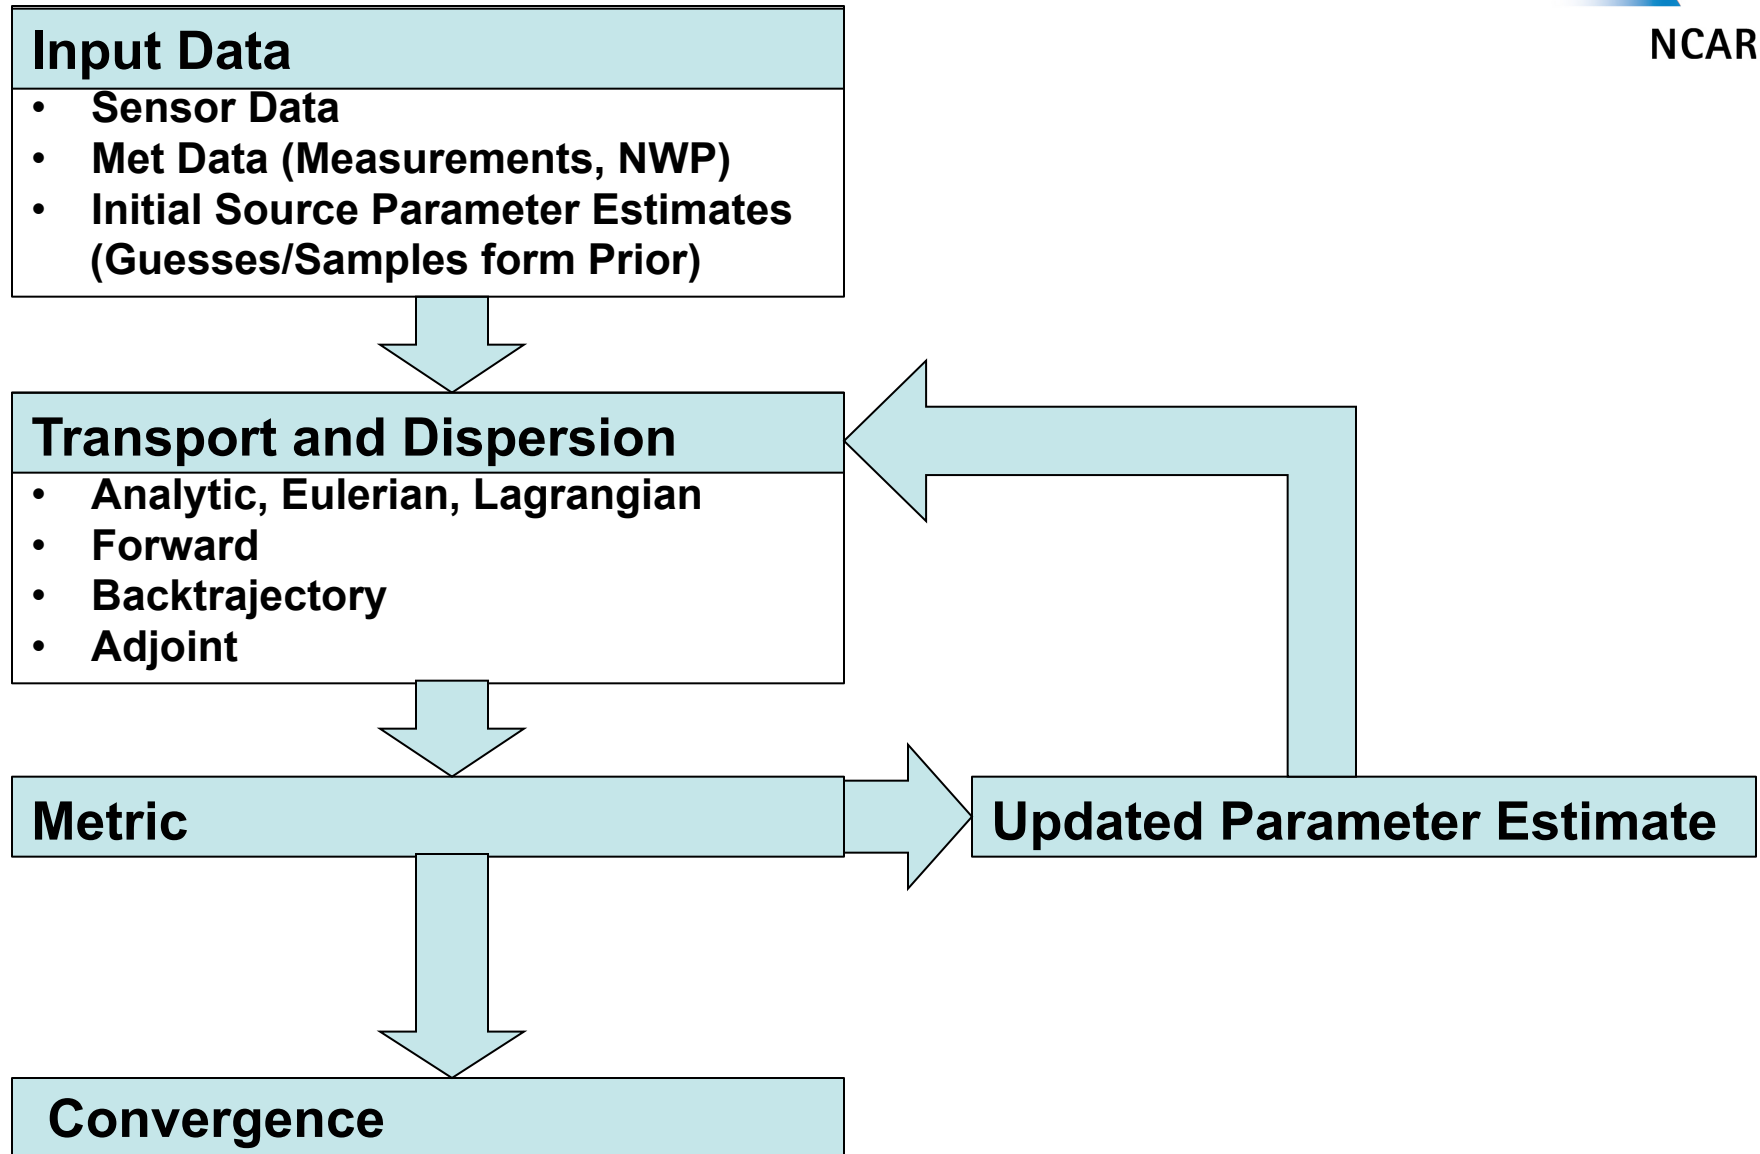 NCAR
Input Data
• Sensor Data
• Met Data (Measurements, NWP)
• Initial Source Parameter Estimates
(Guesses/Samples form Prior)
Transport and Dispersion
• Analytic, Eulerian, Lagrangian
• Forward
• Backtrajectory
• Adjoint
Metric
Updated Parameter Estimate
Convergence